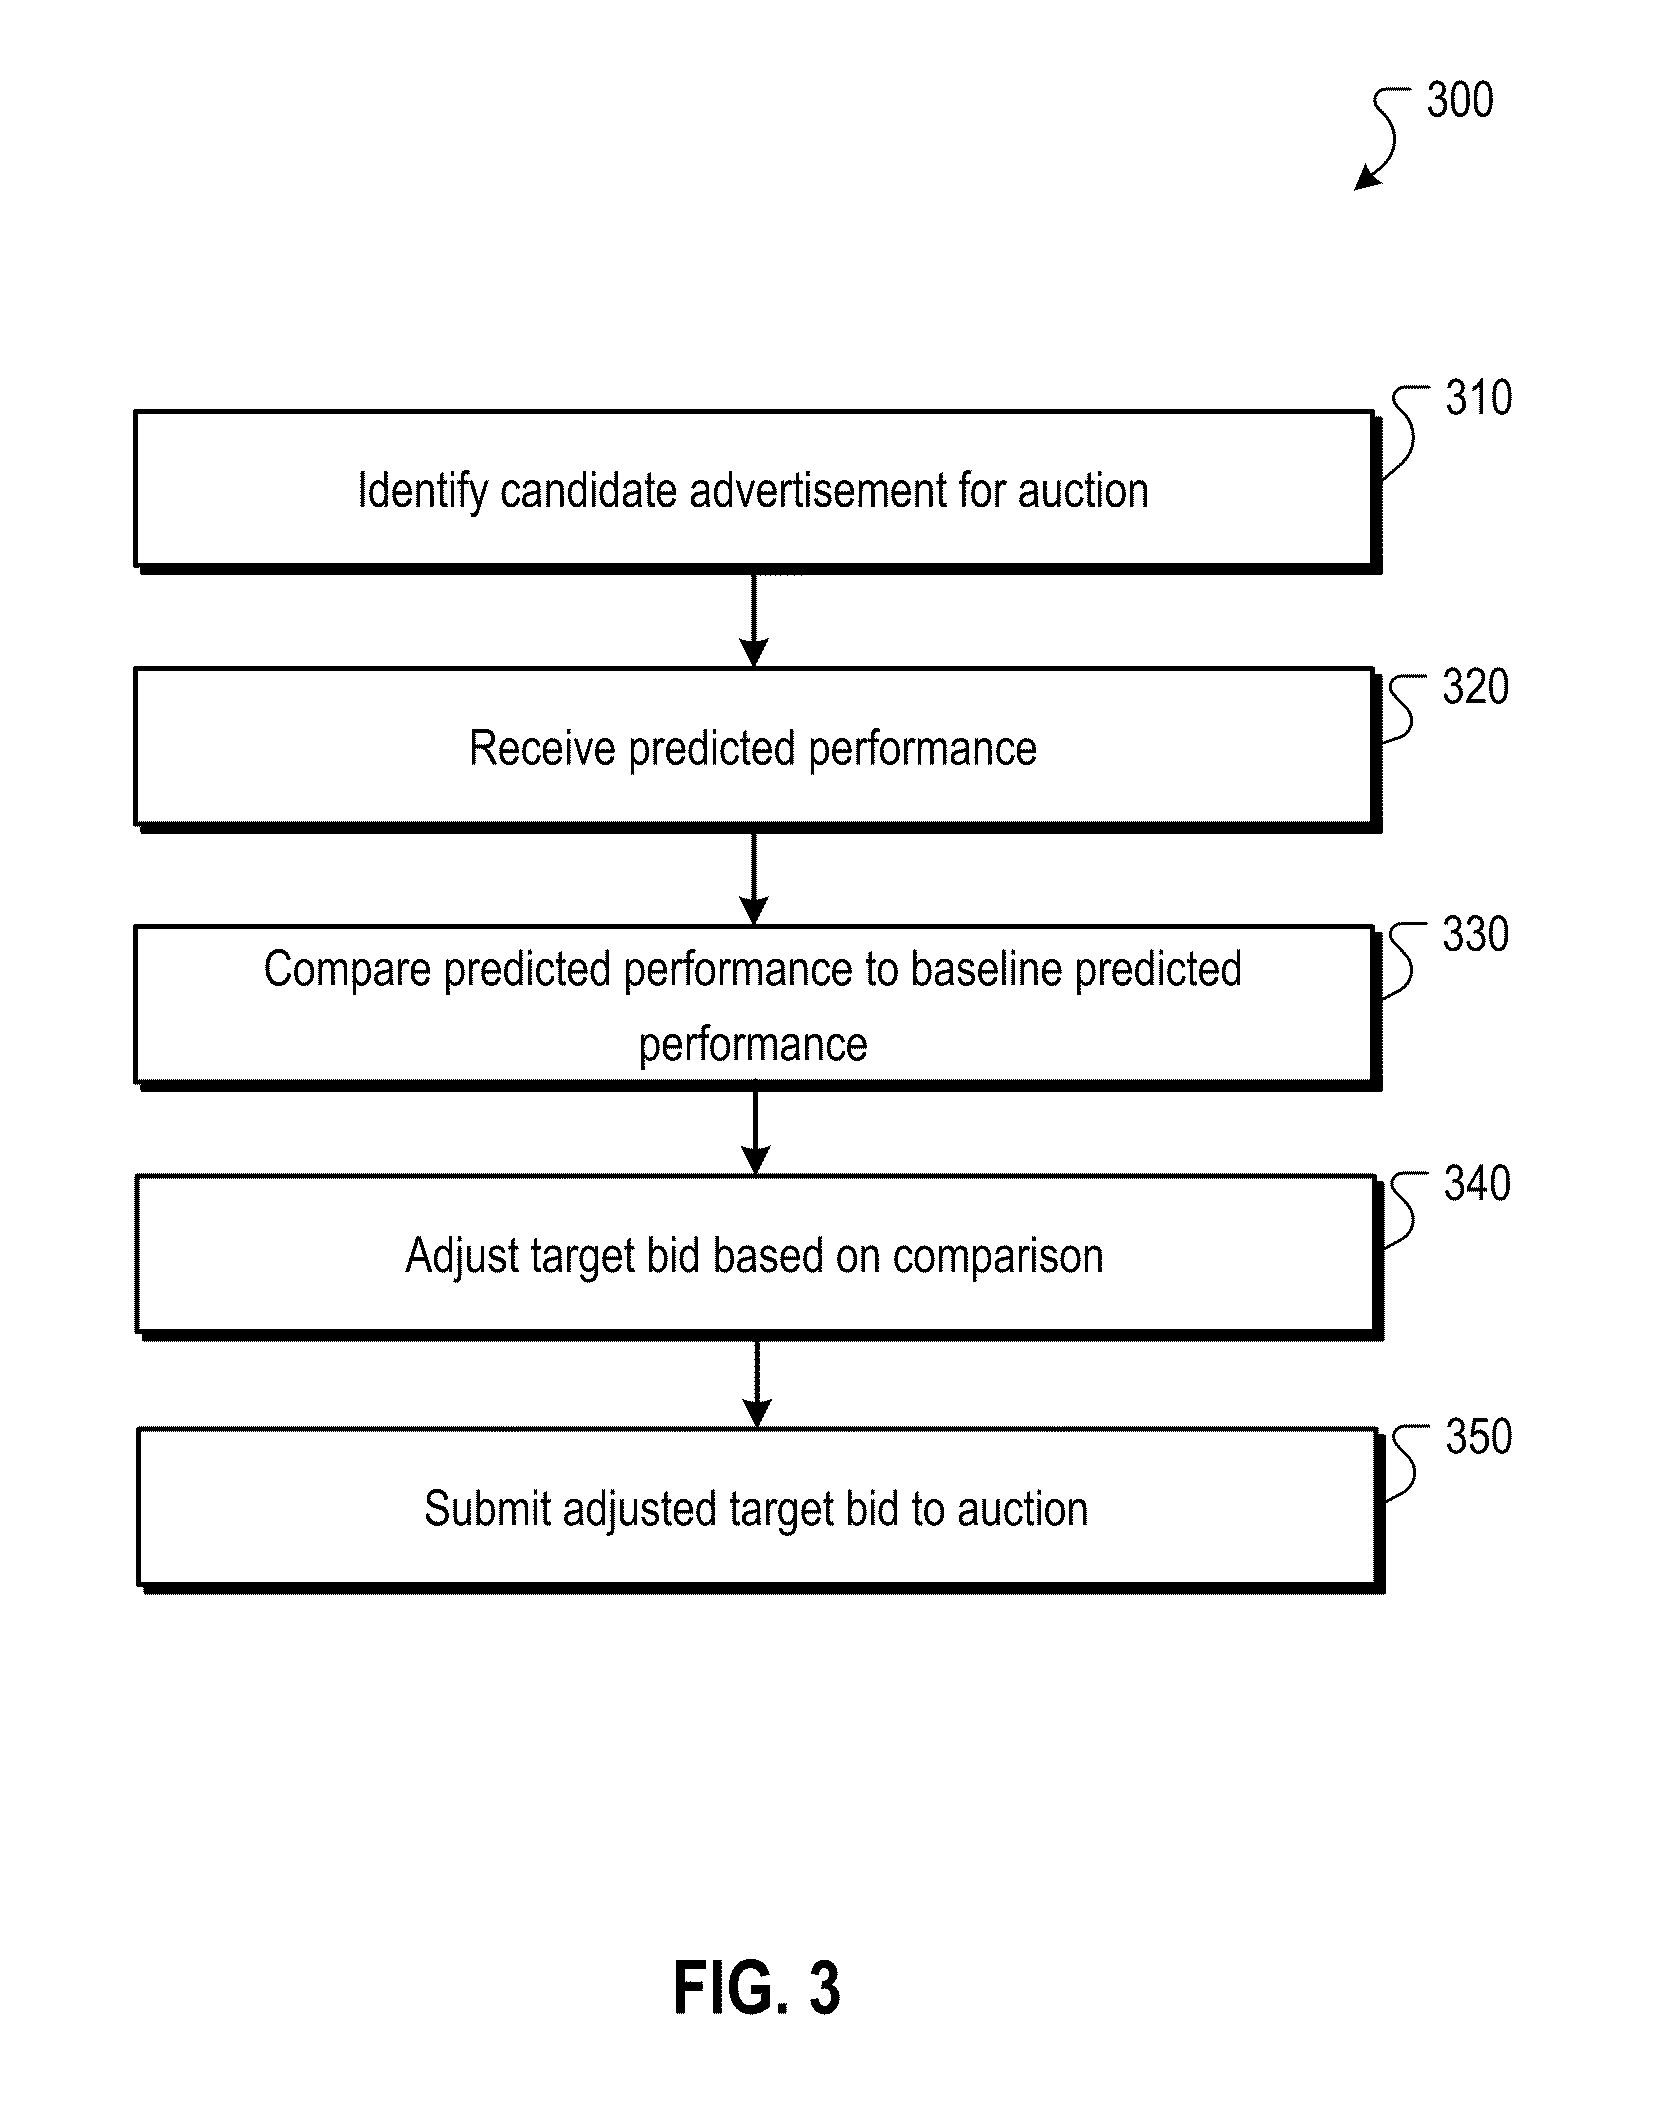 300
310
Identify candidate advertisement for auction
320
Receive predicted performance
330
Compare predicted performance to baseline predicted
performance
340
Adjust target bid based on comparison
350
Submit adjusted target bid to auction
FIG. 3